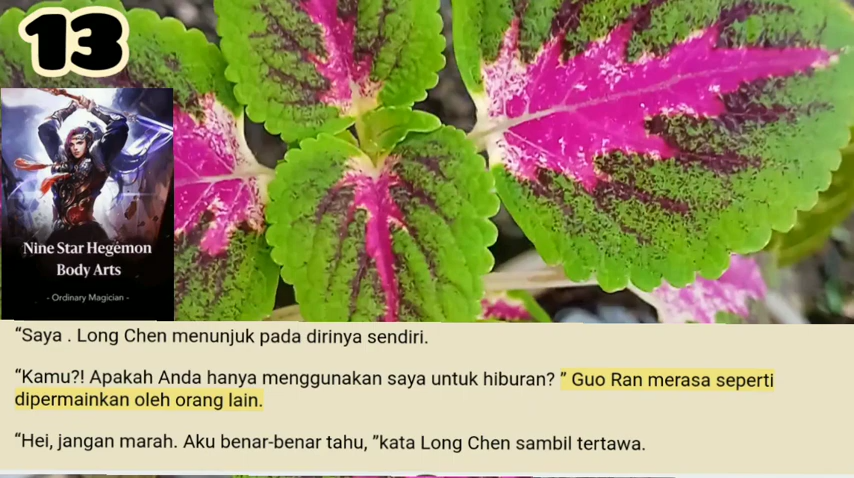 13
Nine Star Hegemon
Body Arts
- Ordinary Magician -
“Saya . Long Chen menunjuk pada dirinya sendiri.
“Kamu?! Apakah Anda hanya menggunakan saya untuk hiburan? ” Guo Ran merasa seperti
dipermainkan oleh orang lain.
“Hei, jangan marah. Aku benar-benar tahu, ”kata Long Chen sambil tertawa.